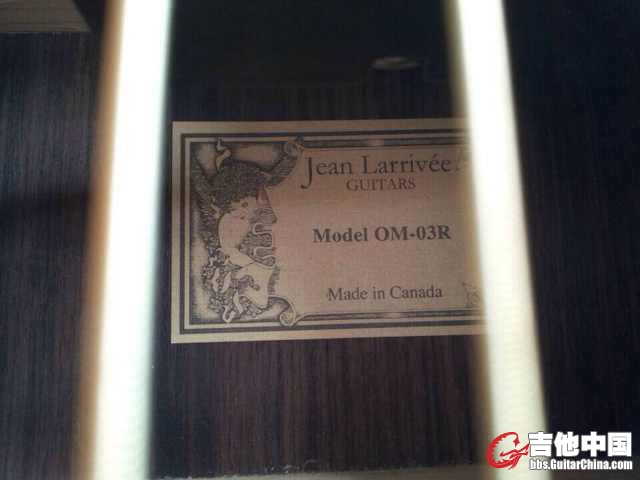 Jean Larrivée
GUITARS
Model OM-03R
Made in Canada
吉他中国
bbs.GuitarChina.com